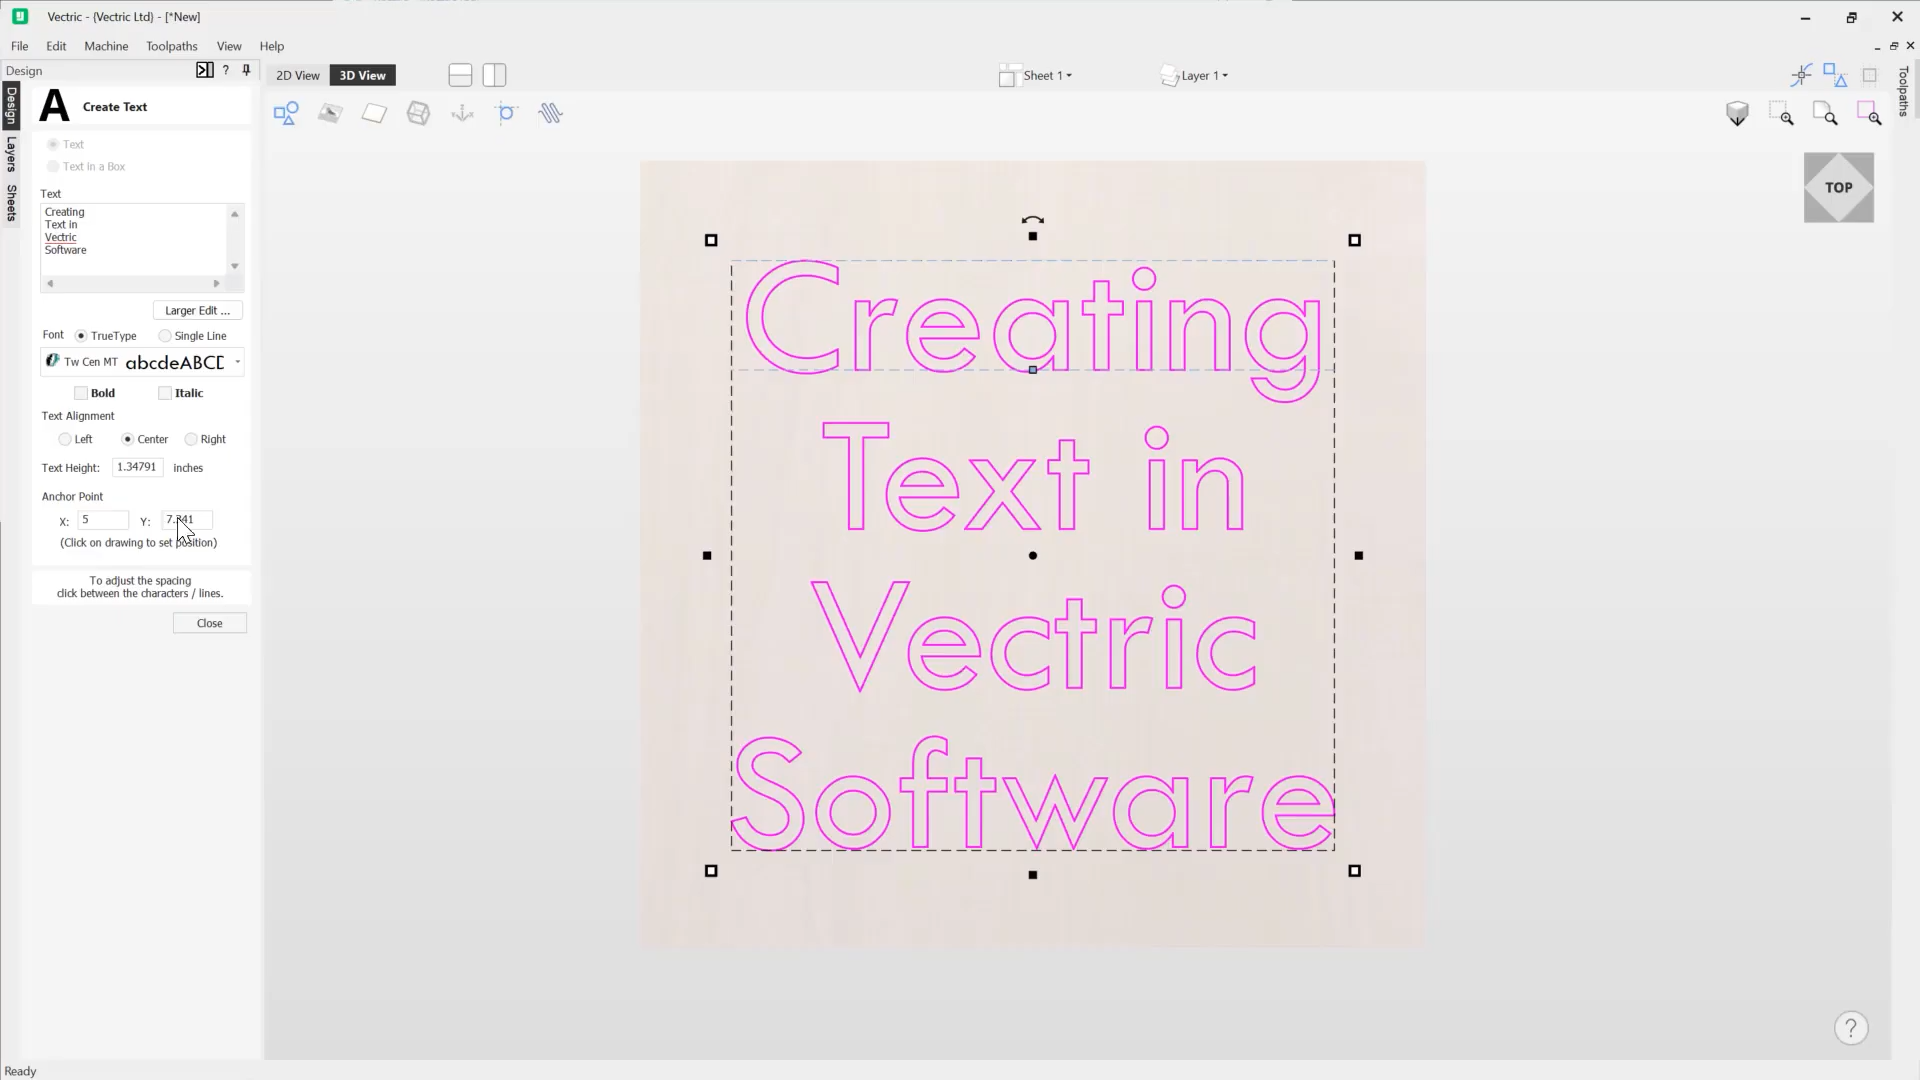 Vectric - {Vectric Ltd} - [*New]
File Edit Machine Toolpaths View Help
Design ?
2D View 3D View Sheet 1 Layer 1
Design
Layers
Sheets
Toolpaths
A Create Text
Text
Text in a Box
Text
Creating
Text in
Vectric
Software
Larger Edit ...
Font TrueType Single Line
Tw Cen MT abcdeABCD
Bold Italic
Text Alignment
Left Center Right
Text Height: 1.34791 inches
Anchor Point
X: 5 Y:
(Click on drawing to set position)
To adjust the spacing
click between the characters / lines.
Close
TOP
Creating
Text in
Vectric
Software
?
Ready